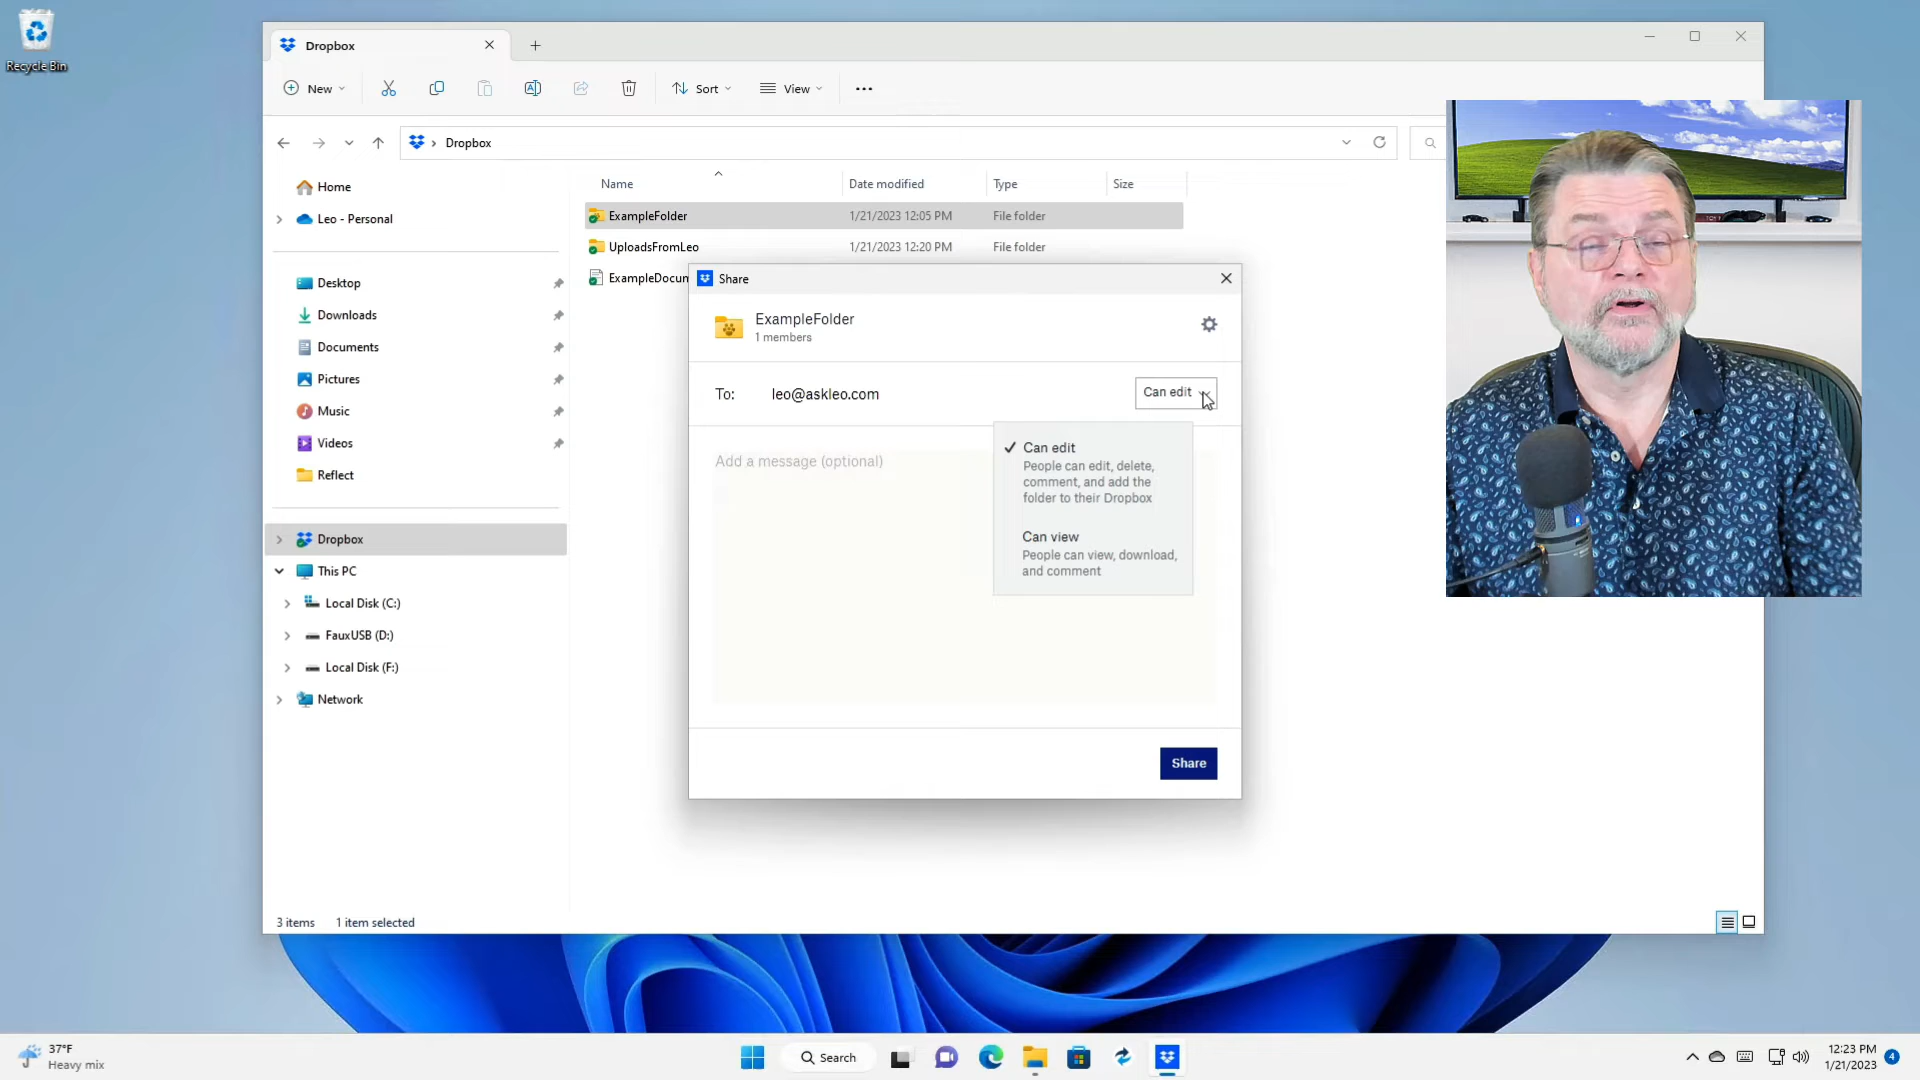 Recycle Bin
Dropbox
New
Sort
View
Dropbox
Name
Date modified
Type
Size
Home
Leo - Personal
Desktop
Downloads
Documents
Pictures
Music
Videos
Reflect
Dropbox
This PC
Local Disk (C:)
FauxUSB (D:)
Local Disk (F:)
Network
ExampleFolder 1/21/2023 12:05 PM File folder
UploadsFromLeo 1/21/2023 12:20 PM File folder
ExampleDocun
Share
ExampleFolder
1 members
To: leo@askleo.com
Can edit
Add a message (optional)
Can edit
People can edit, delete,
comment, and add the
folder to their Dropbox
Can view
People can view, download,
and comment
Share
3 items 1 item selected
37°F
Heavy mix
Search
12:23 PM
1/21/2023
4